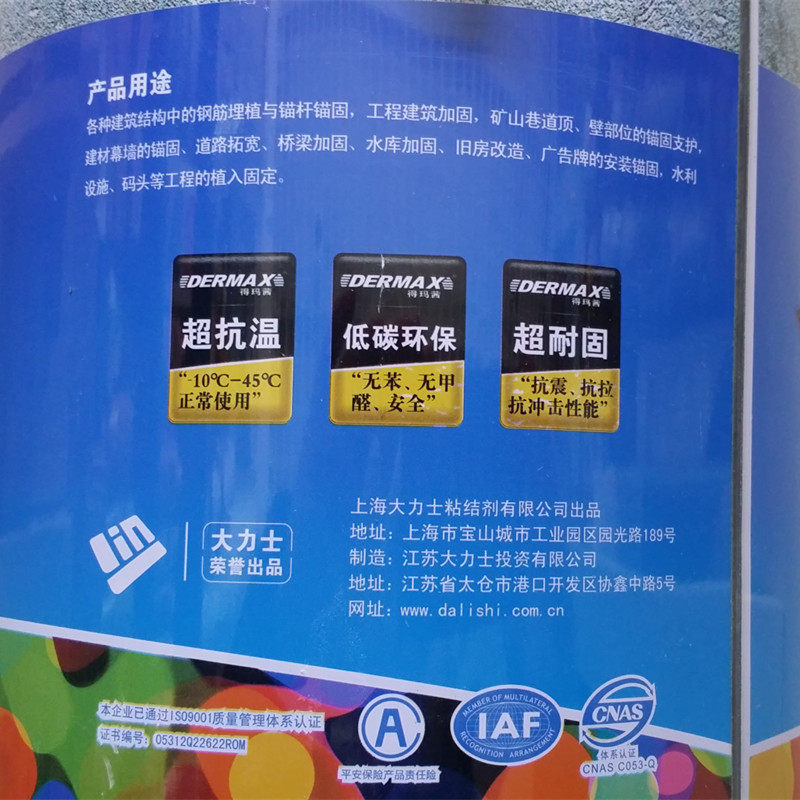 产品用途
各种建筑结构中的钢筋埋植与锚杆锚固，工程建筑加固，矿山巷道顶、壁部位的锚固支护，
建材幕墙的锚固、道路拓宽、桥梁加固、水库加固、旧房改造、广告牌的安装锚固，水利
设施、码头等工程的植入固定。
DERMAX
得玛茜
超抗温
“-10℃-45℃
正常使用”
DERMAX
得玛茜
低碳环保
“无苯、无甲
醛、安全”
DERMAX
得玛茜
超耐固
“抗震、抗拉
抗冲击性能”
Lin
大力士
荣誉出品
上海大力士粘结剂有限公司出品
地址：上海市宝山城市工业园区园光路189号
制造：江苏大力士投资有限公司
地址：江苏省太仓市港口开发区协鑫中路5号
网址：www.dalishi.com.cn
本企业已通过ISO9001质量管理体系认证
证书编号：05312Q22622ROM
A
平安保险产品责任险
MEMBER OF MULTILATERAL
IAF
RECOGNITION ARRANGEMENT
CNAS
体系认证
CNAS C053-Q